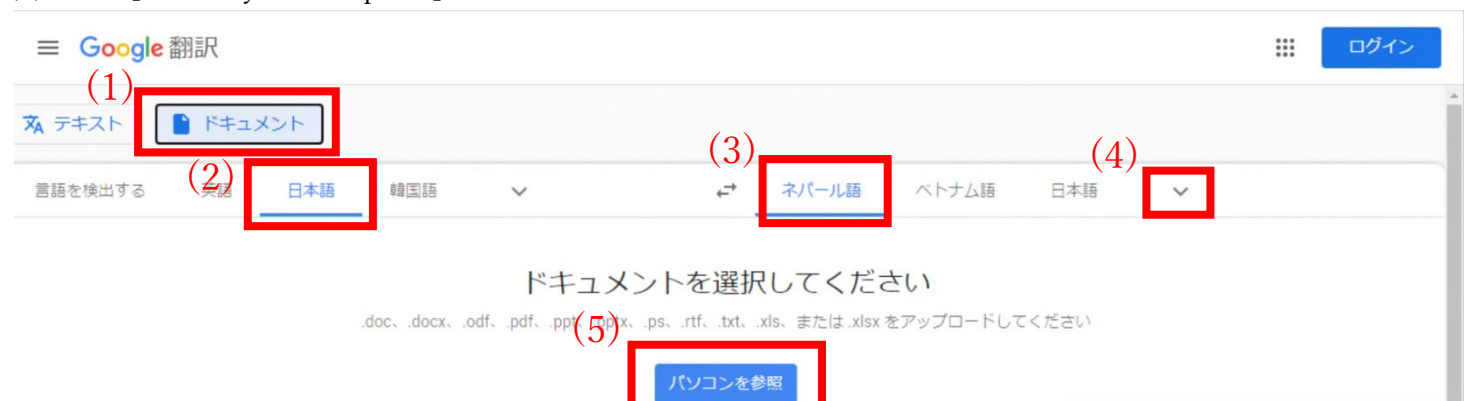 Google 翻訳
ログイン
(1)
テキスト
ドキュメント
(2)
(3)
(4)
言語を検出する 英語 日本語 韓国語 ネパール語 ベトナム語 日本語
ドキュメントを選択してください
.doc、.docx、.odf、.pdf、.ppt、.pptx、.ps、.rtf、.txt、.xls、または .xlsx をアップロードしてください
(5)
パソコンを参照